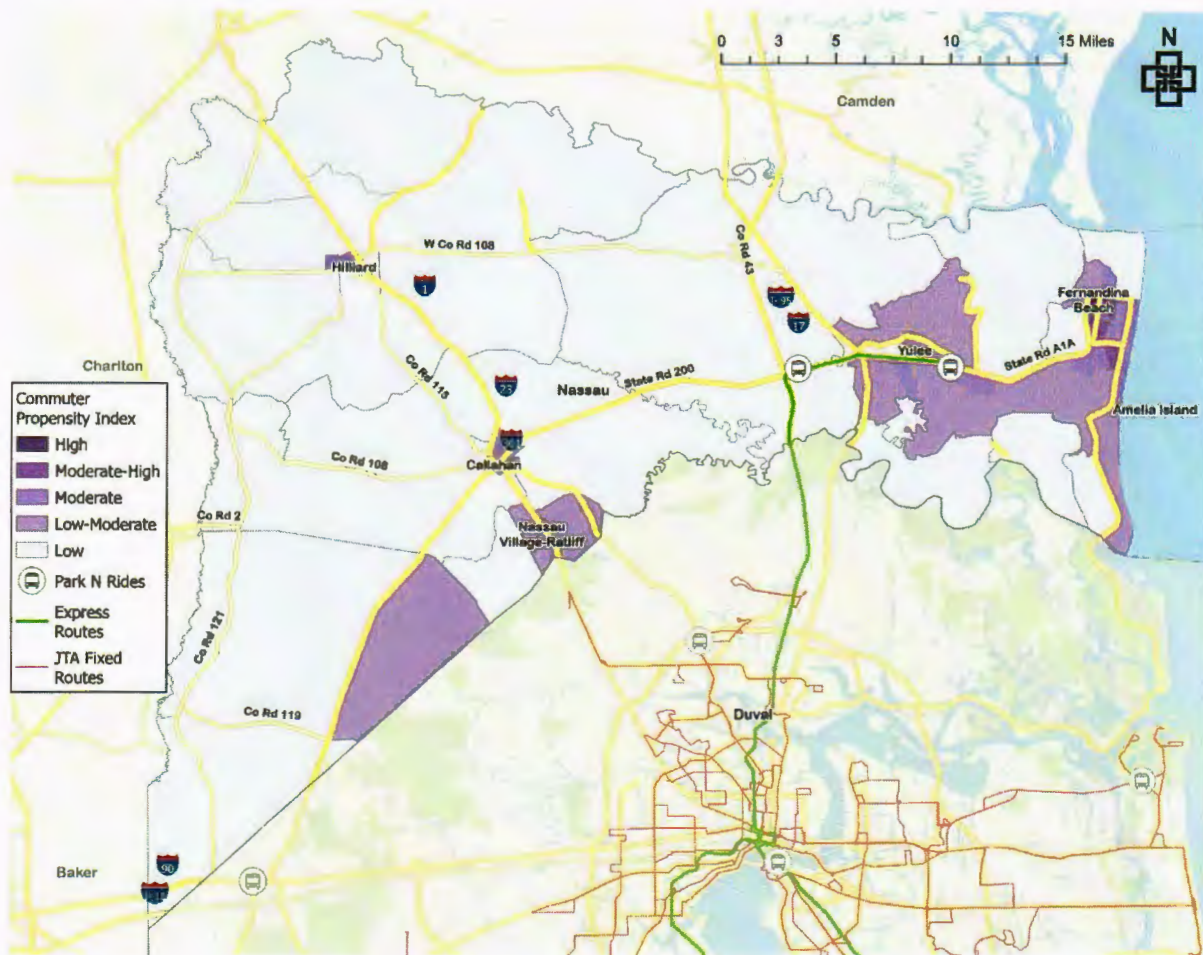 0 3 5 10 15 Miles
N
Camden
Co Rd 43
W Co Rd 108
Hilliard
1
I-95
17
Fernandina
Beach
Charlton
Co Rd 115
23
Nassau
State Rd 200
Yulee
State Rd A1A
Amelia Island
Callahan
Co Rd 108
Co Rd 2
Nassau
Village-Ratliff
Commuter
Propensity Index
High
Moderate-High
Moderate
Low-Moderate
Low
Park N Rides
Express
Routes
JTA Fixed
Routes
Co Rd 121
Co Rd 119
Duval
Baker
90